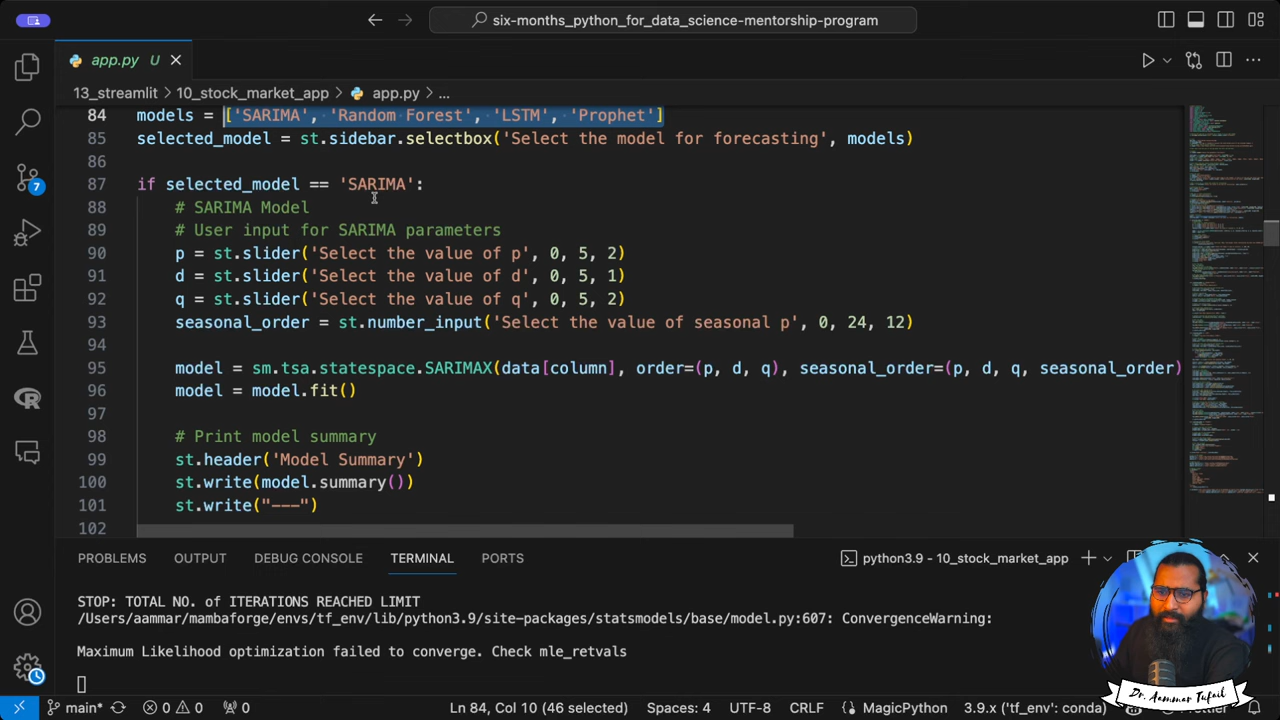 six-months_python_for_data_science-mentorship-program
app.py U
13_streamlit > 10_stock_market_app > app.py > ...
84 models = ['SARIMA', 'Random Forest', 'LSTM', 'Prophet']
85 selected_model = st.sidebar.selectbox('Select the model for forecasting', models)
86
87 if selected_model == 'SARIMA':
88 # SARIMA Model
89 # User input for SARIMA parameters
90 p = st.slider('Select the value of p', 0, 5, 2)
91 d = st.slider('Select the value of d', 0, 5, 1)
92 q = st.slider('Select the value of q', 0, 5, 2)
93 seasonal_order = st.number_input('Select the value of seasonal p', 0, 24, 12)
94
95 model = sm.tsa.statespace.SARIMAX(data[column], order=(p, d, q), seasonal_order=(p, d, q, seasonal_order)
96 model = model.fit()
97
98 # Print model summary
99 st.header('Model Summary')
100 st.write(model.summary())
101 st.write("---")
102
PROBLEMS OUTPUT DEBUG CONSOLE TERMINAL PORTS python3.9 - 10_stock_market_app
STOP: TOTAL NO. of ITERATIONS REACHED LIMIT
/Users/aammar/mambaforge/envs/tf_env/lib/python3.9/site-packages/statsmodels/base/model.py:607: ConvergenceWarning:
Maximum Likelihood optimization failed to converge. Check mle_retvals
7
Dr. Aammar Tufail
main* 0 0 0 10 (46 selected) Spaces: 4 UTF-8 CRLF MagicPython 3.9.x ('tf_env': conda)